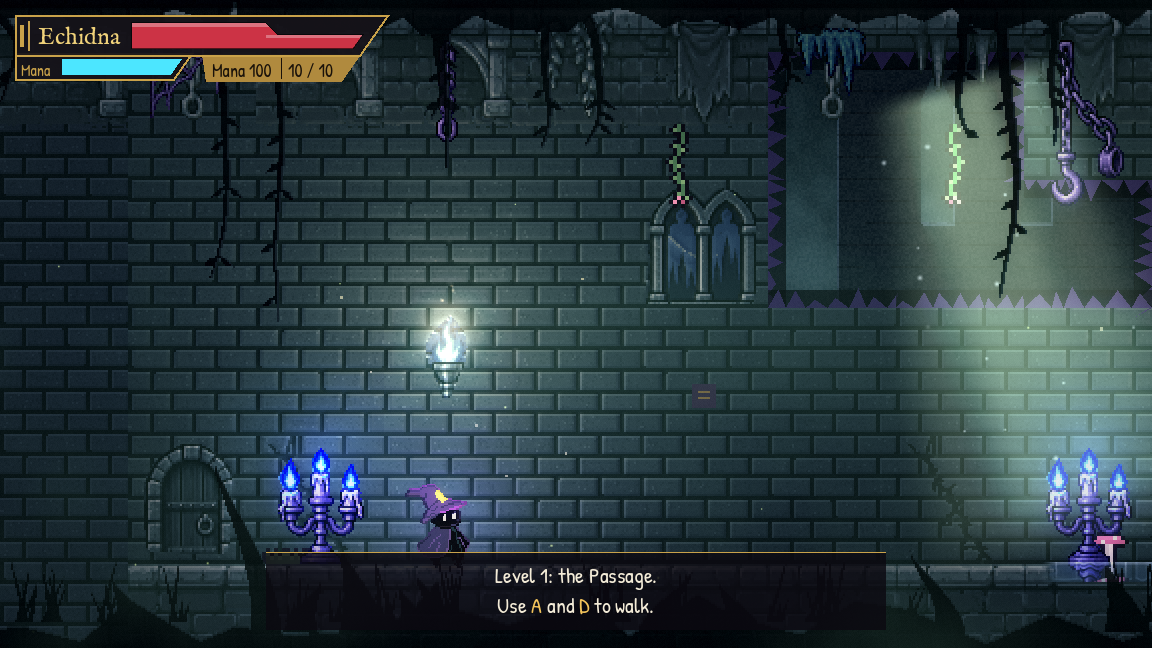 Echidna
Mana
Mana 100
10 / 10
Level 1: the Passage.
Use A and D to walk.